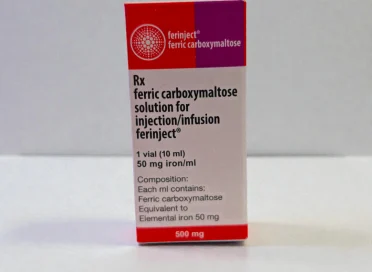 ferinject®
ferric carboxymaltose
Rx
ferric carboxymaltose
solution for
injection/infusion
ferinject®
1 vial (10 ml)
50 mg iron/ml
Composition:
Each ml contains:
Ferric carboxymaltose
Equivalent to
Elemental iron 50 mg
500 mg